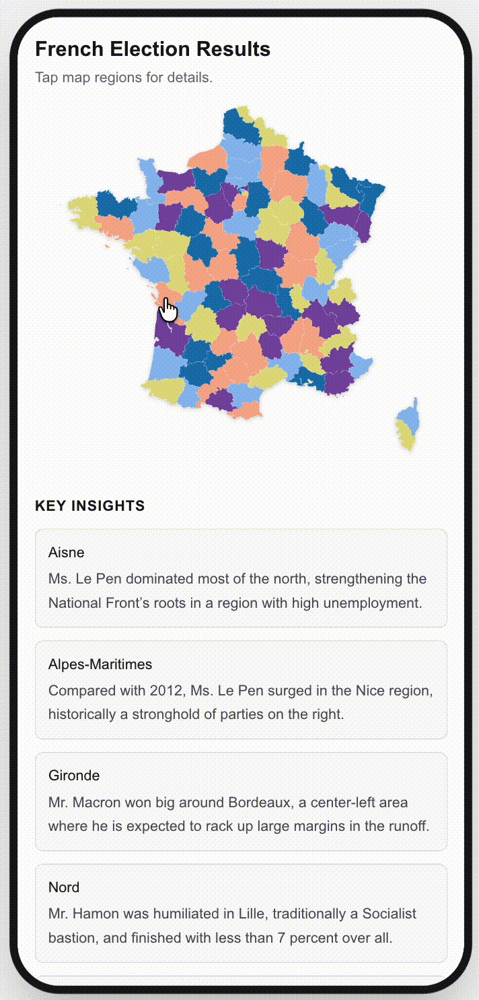 French Election Results
Tap map regions for details.
KEY INSIGHTS
Aisne
Ms. Le Pen dominated most of the north, strengthening the
National Front’s roots in a region with high unemployment.
Alpes-Maritimes
Compared with 2012, Ms. Le Pen surged in the Nice region,
historically a stronghold of parties on the right.
Gironde
Mr. Macron won big around Bordeaux, a center-left area
where he is expected to rack up large margins in the runoff.
Nord
Mr. Hamon was humiliated in Lille, traditionally a Socialist
bastion, and finished with less than 7 percent over all.